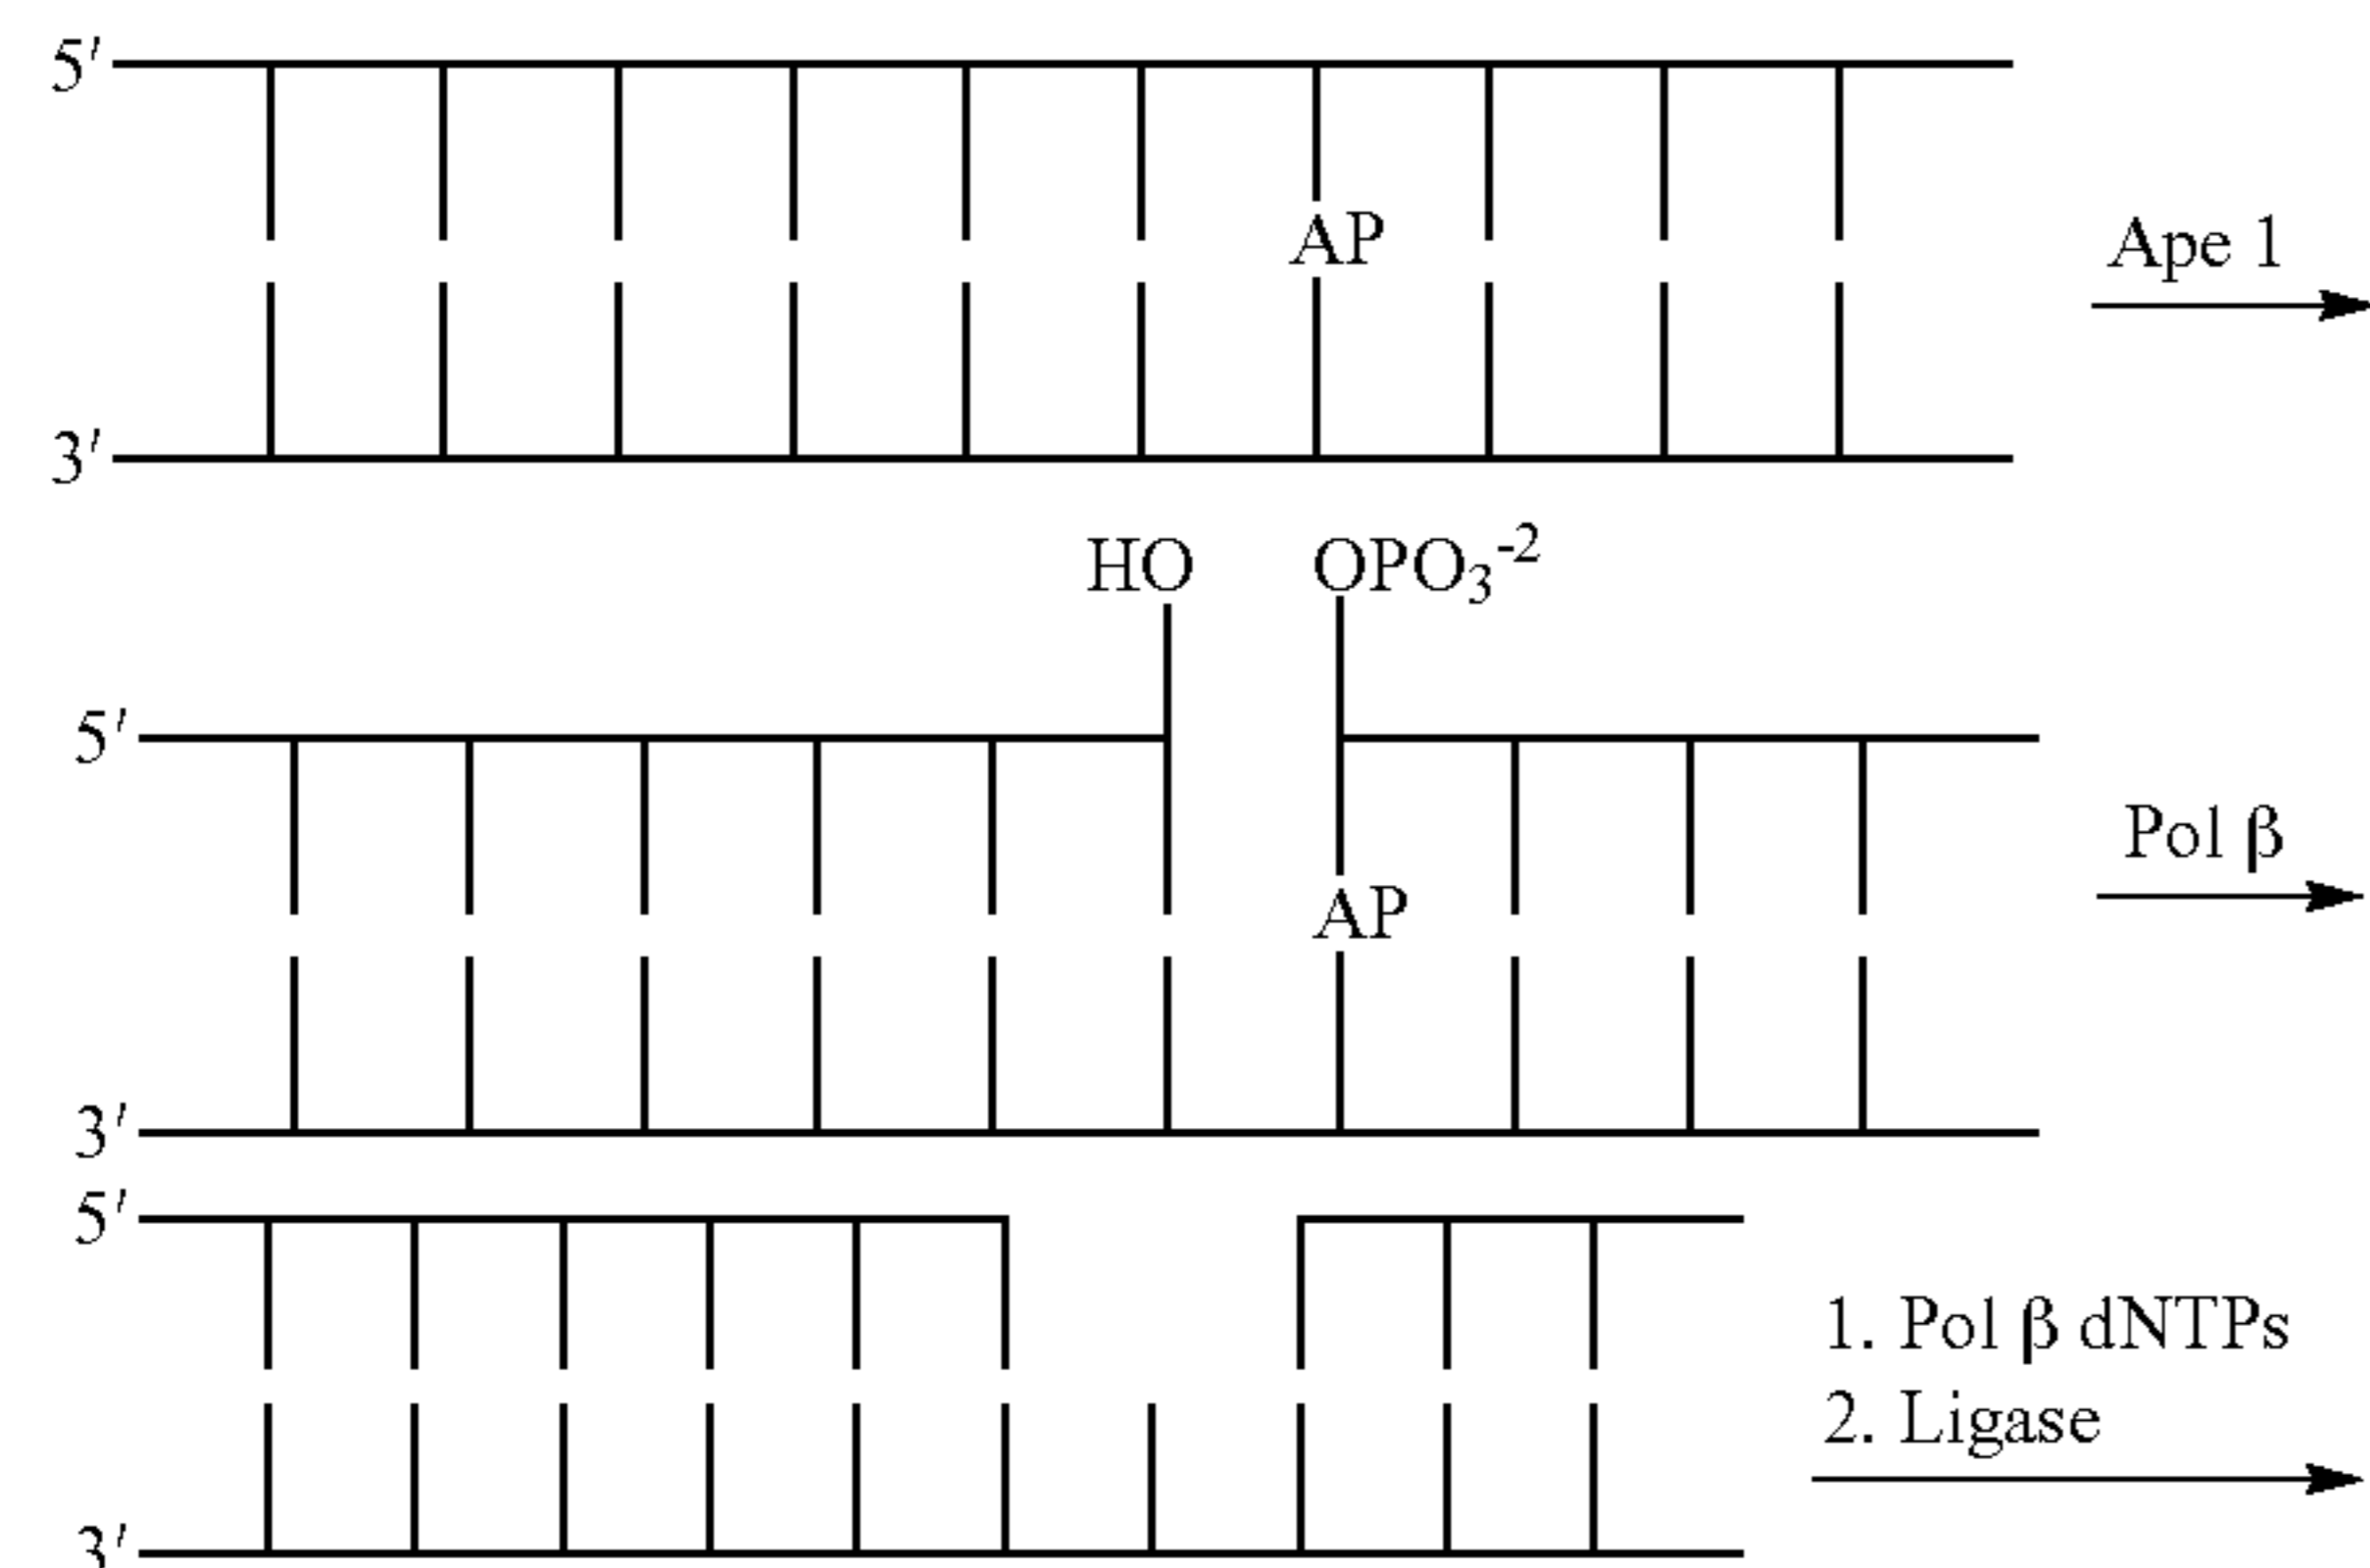 5′
AP
Ape 1
3′
HO OPO₃⁻²
5′
Pol β
AP
3′
5′
1. Pol β dNTPs
2. Ligase
3′